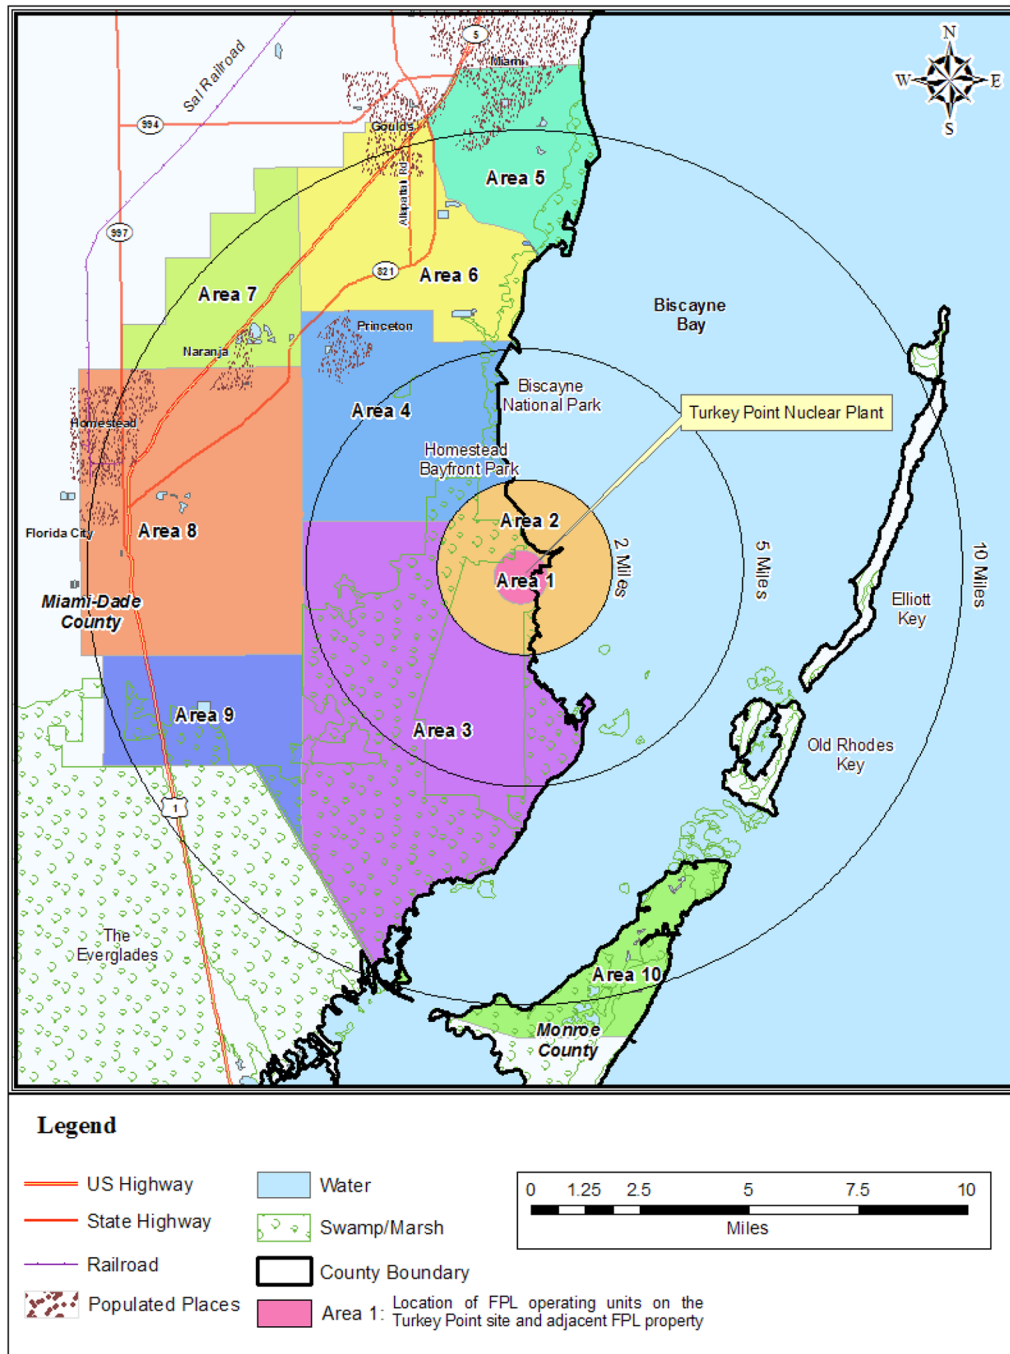 N
W E
S
5
Miami
Sal Railroad
994
Goulds
Allapattah Rd
Area 5
997
821
Area 6
Area 7
Biscayne
Bay
Princeton
Naranja
Biscayne
National Park
Turkey Point Nuclear Plant
Area 4
Homestead
Homestead
Bayfront Park
Area 2
Area 8
Florida City
2 Miles
5 Miles
10 Miles
Area 1
Miami-Dade
County
Elliott
Key
Area 9
Area 3
Old Rhodes
Key
1
The
Everglades
Area 10
Monroe
County
Legend
US Highway
State Highway
Railroad
Populated Places
Water
Swamp/Marsh
County Boundary
Area 1: Location of FPL operating units on the
Turkey Point site and adjacent FPL property
0 1.25 2.5 5 7.5 10
Miles